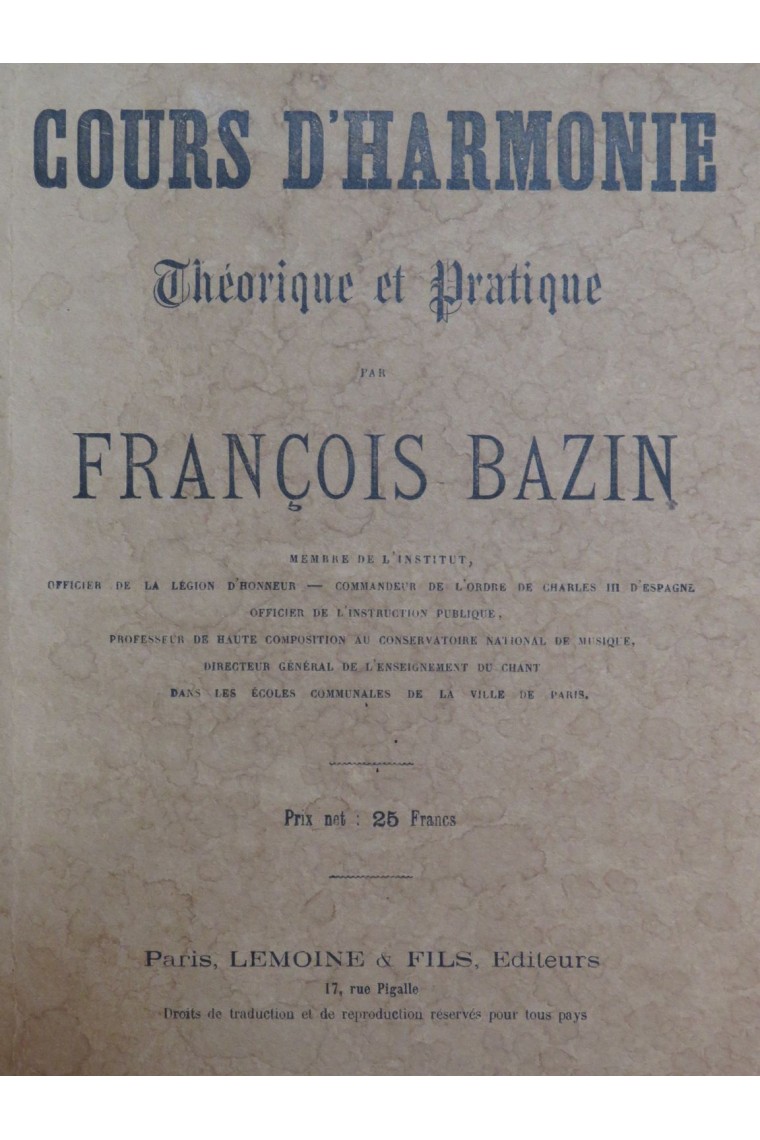 COURS D'HARMONIE
Théorique et Pratique
PAR
FRANÇOIS BAZIN
MEMBRE DE L'INSTITUT,
OFFICIER DE LA LÉGION D'HONNEUR — COMMANDEUR DE L'ORDRE DE CHARLES III D'ESPAGNE
OFFICIER DE L'INSTRUCTION PUBLIQUE,
PROFESSEUR DE HAUTE COMPOSITION AU CONSERVATOIRE NATIONAL DE MUSIQUE,
DIRECTEUR GÉNÉRAL DE L'ENSEIGNEMENT DU CHANT
DANS LES ÉCOLES COMMUNALES DE LA VILLE DE PARIS.
Prix net : 25 Francs
Paris, LEMOINE & FILS, Editeurs
17, rue Pigalle
Droits de traduction et de reproduction réservés pour tous pays